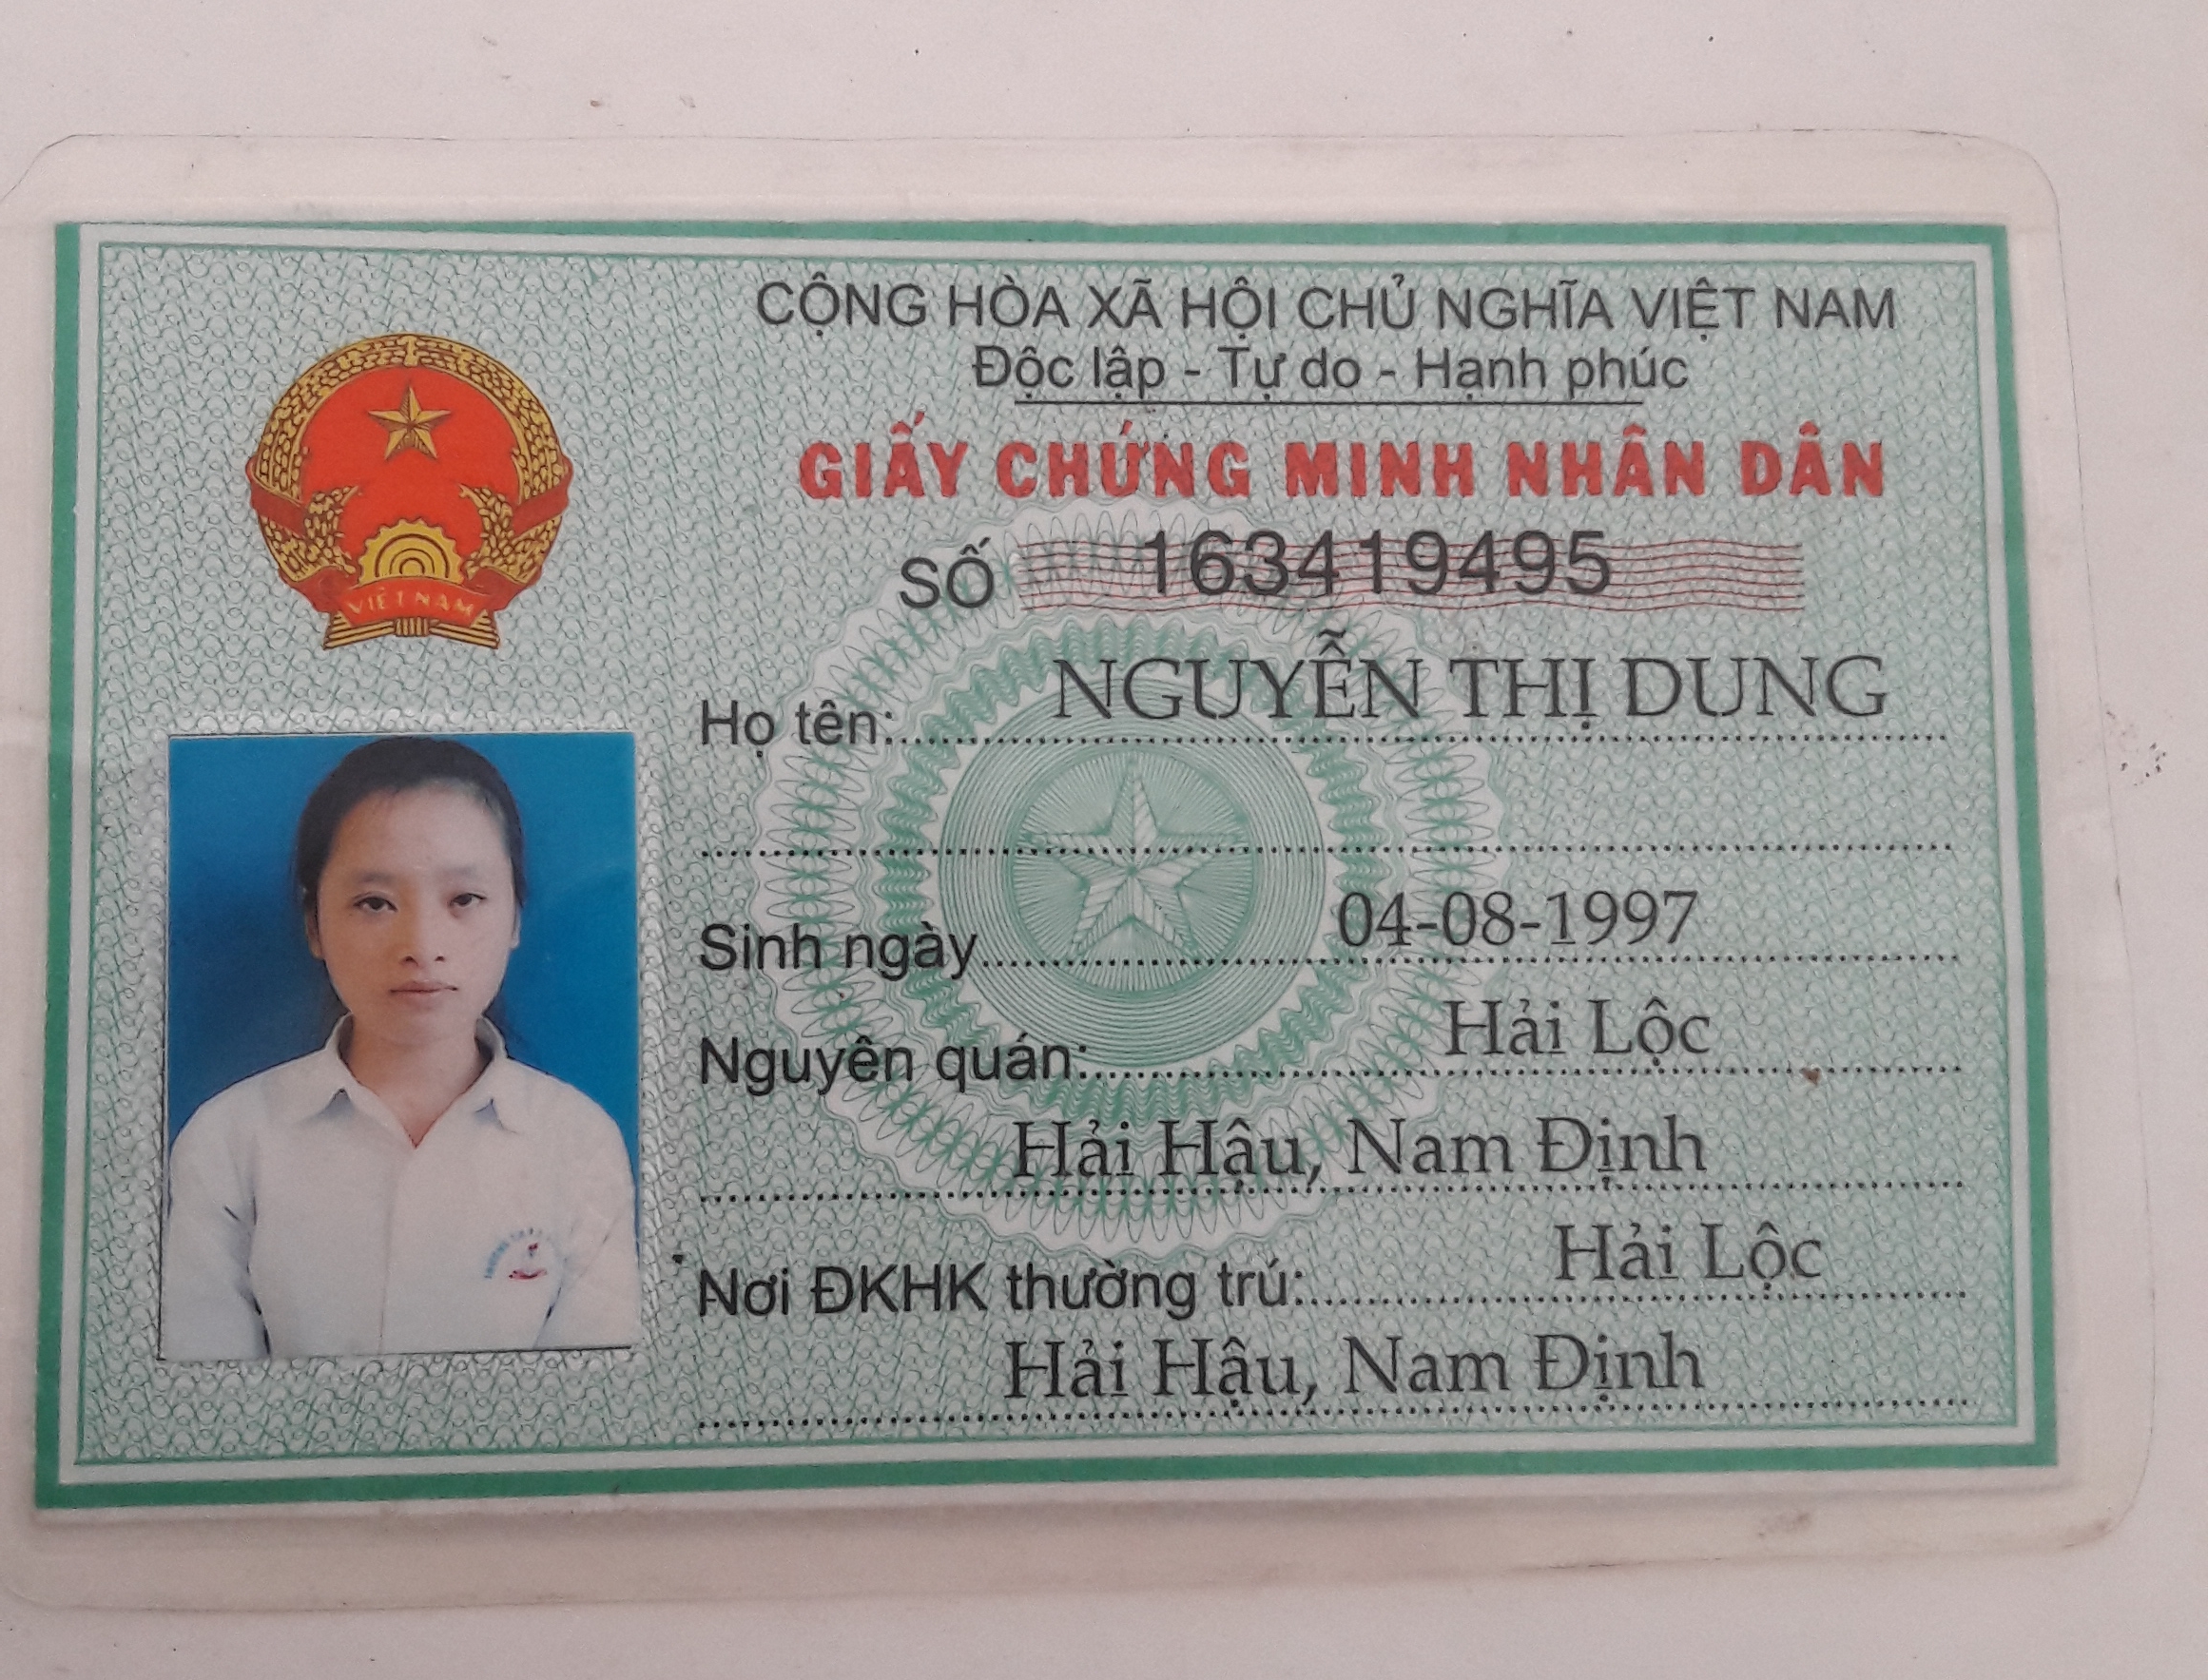 CỘNG HÒA XÃ HỘI CHỦ NGHĨA VIỆT NAM
Độc lập - Tự do - Hạnh phúc
GIẤY CHỨNG MINH NHÂN DÂN
SỐ 163419495
VIỆT NAM
Họ tên: NGUYỄN THỊ DUNG
Sinh ngày 04-08-1997
Nguyên quán: Hải Lộc
Hải Hậu, Nam Định
Nơi ĐKHK thường trú: Hải Lộc
Hải Hậu, Nam Định